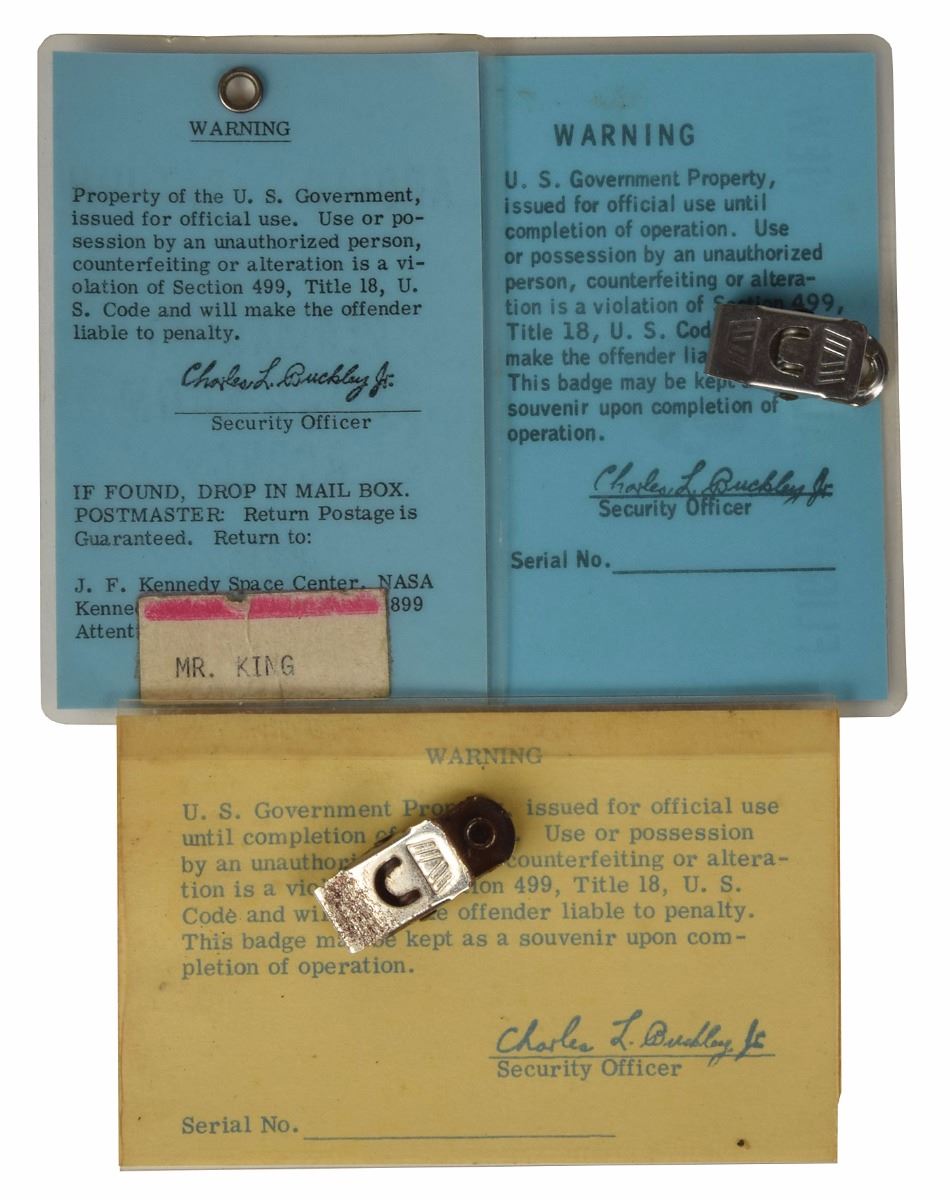 WARNING
Property of the U. S. Government,
issued for official use. Use or po-
session by an unauthorized person,
counterfeiting or alteration is a vi-
olation of Section 499, Title 18, U.
S. Code and will make the offender
liable to penalty.
Charles L. Buckley Jr.
Security Officer
IF FOUND, DROP IN MAIL BOX.
POSTMASTER: Return Postage is
Guaranteed. Return to:
J. F. Kennedy Space Center, NASA
899
MR. KING
WARNING
U. S. Government Property,
issued for official use until
completion of operation. Use
or possession by an unauthorized
person, counterfeiting or altera-
tion is a violation of Section 499,
Title 18, U. S.
make the offender
This badge may be kept
souvenir upon completion of
operation.
Charles L. Buckley Jr
Security Officer
Serial No.
WARNING
U. S. Government issued for official use
until completion Use or possession
by an counterfeiting or altera-
tion is a 499, Title 18, U. S.
Code and offender liable to penalty.
This badge be kept as a souvenir upon com-
pletion of operation.
Charles L. Buckley Jr
Security Officer
Serial No.